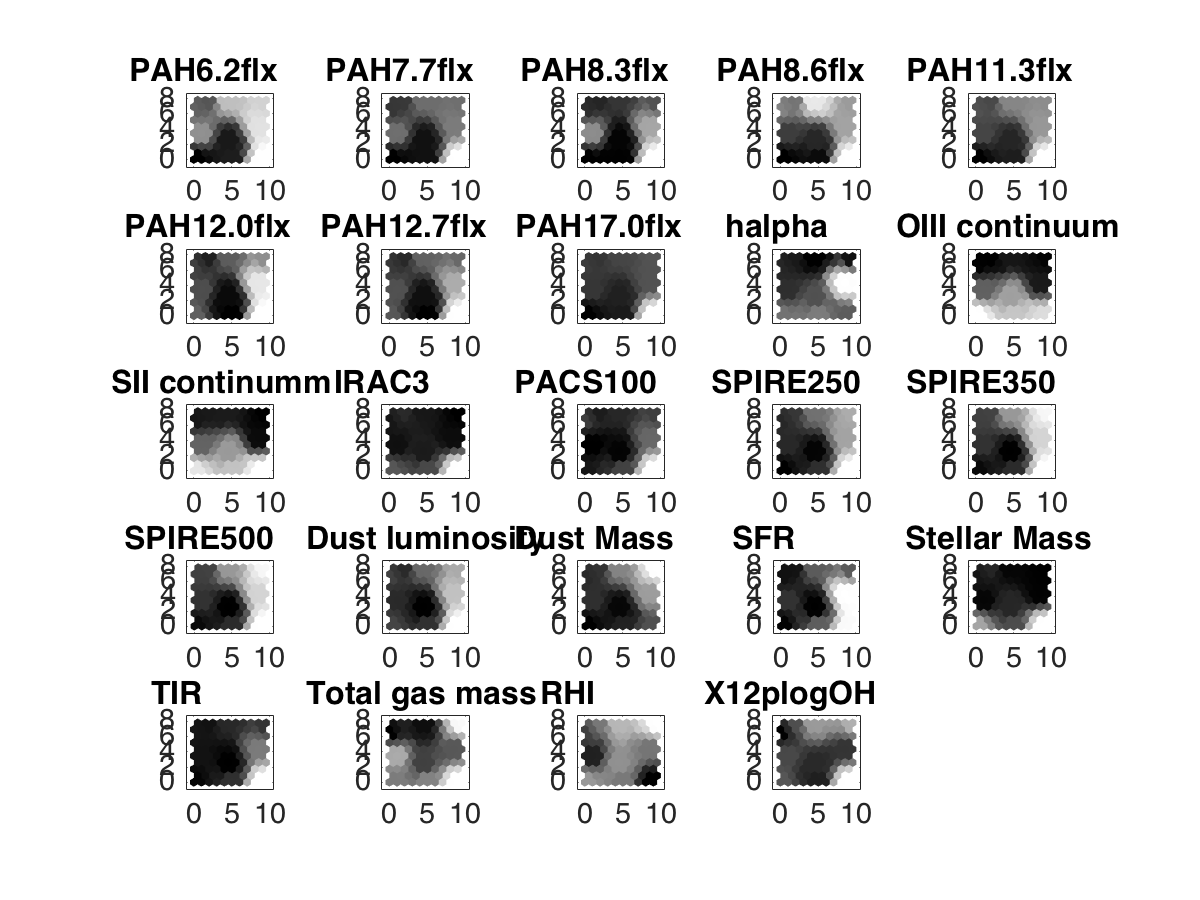 PAH6.2flx PAH7.7flx PAH8.3flx PAH8.6flx PAH11.3flx
8 6 4 2 0 8 6 4 2 0 8 6 4 2 0 8 6 4 2 0 8 6 4 2 0
0 5 10 0 5 10 0 5 10 0 5 10 0 5 10
PAH12.0flx PAH12.7flx PAH17.0flx halpha OIII continuum
8 6 4 2 0 8 6 4 2 0 8 6 4 2 0 8 6 4 2 0 8 6 4 2 0
0 5 10 0 5 10 0 5 10 0 5 10 0 5 10
SII continumm IRAC3 PACS100 SPIRE250 SPIRE350
8 6 4 2 0 8 6 4 2 0 8 6 4 2 0 8 6 4 2 0 8 6 4 2 0
0 5 10 0 5 10 0 5 10 0 5 10 0 5 10
SPIRE500 Dust luminosity Dust Mass SFR Stellar Mass
8 6 4 2 0 8 6 4 2 0 8 6 4 2 0 8 6 4 2 0 8 6 4 2 0
0 5 10 0 5 10 0 5 10 0 5 10 0 5 10
TIR Total gas mass RHI X12plogOH
8 6 4 2 0 8 6 4 2 0 8 6 4 2 0 8 6 4 2 0
0 5 10 0 5 10 0 5 10 0 5 10